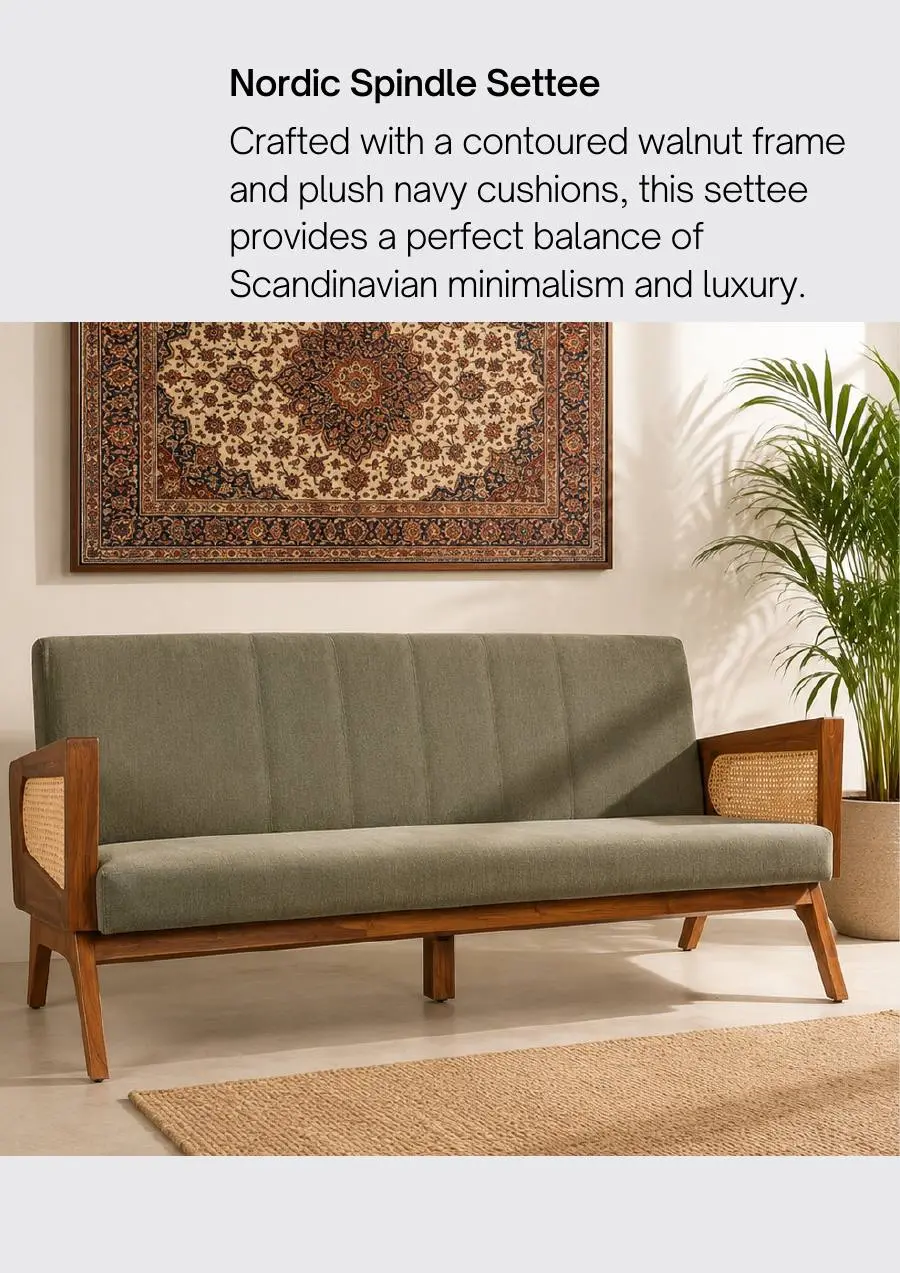 Nordic Spindle Settee
Crafted with a contoured walnut frame
and plush navy cushions, this settee
provides a perfect balance of
Scandinavian minimalism and luxury.